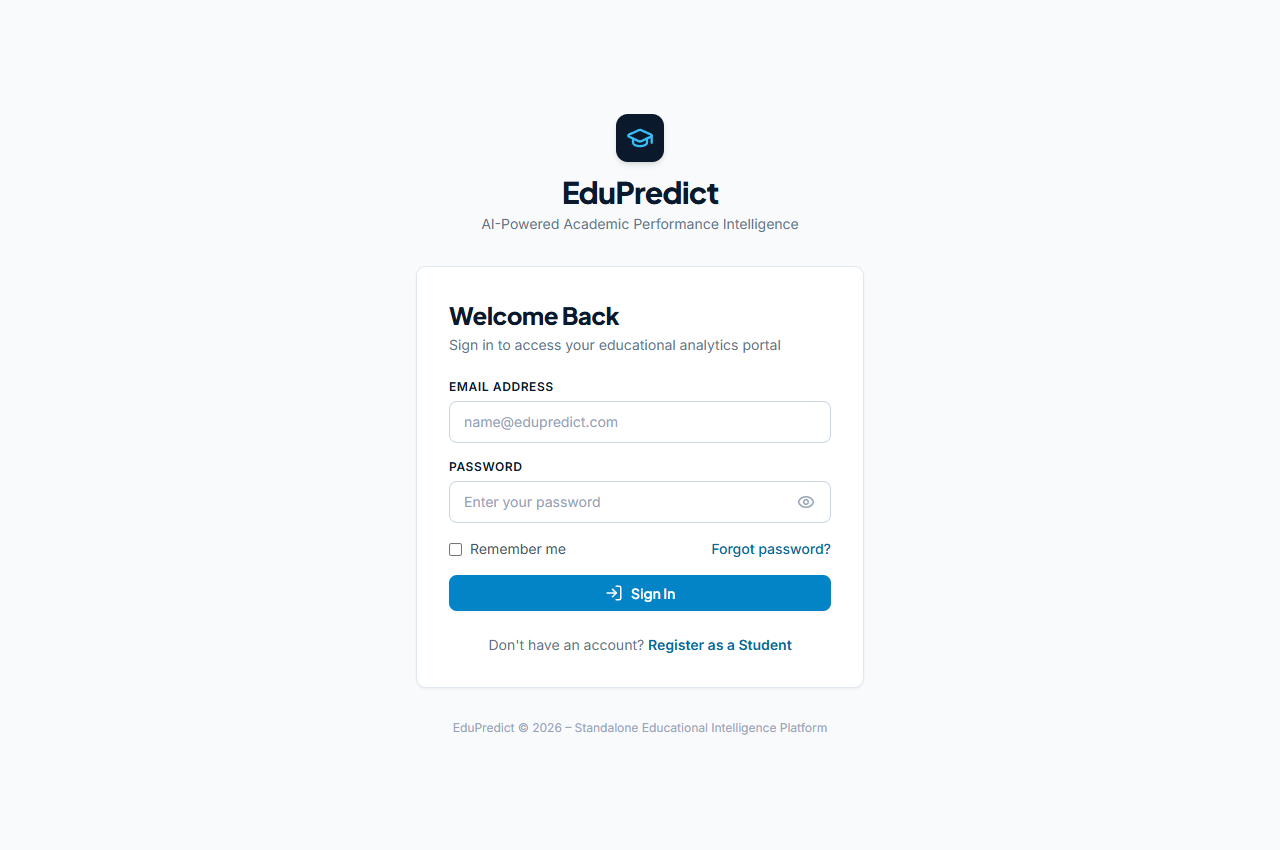 EduPredict
AI-Powered Academic Performance Intelligence
Welcome Back
Sign in to access your educational analytics portal
EMAIL ADDRESS
name@edupredict.com
PASSWORD
Enter your password
Remember me Forgot password?
Sign In
Don't have an account? Register as a Student
EduPredict © 2026 – Standalone Educational Intelligence Platform